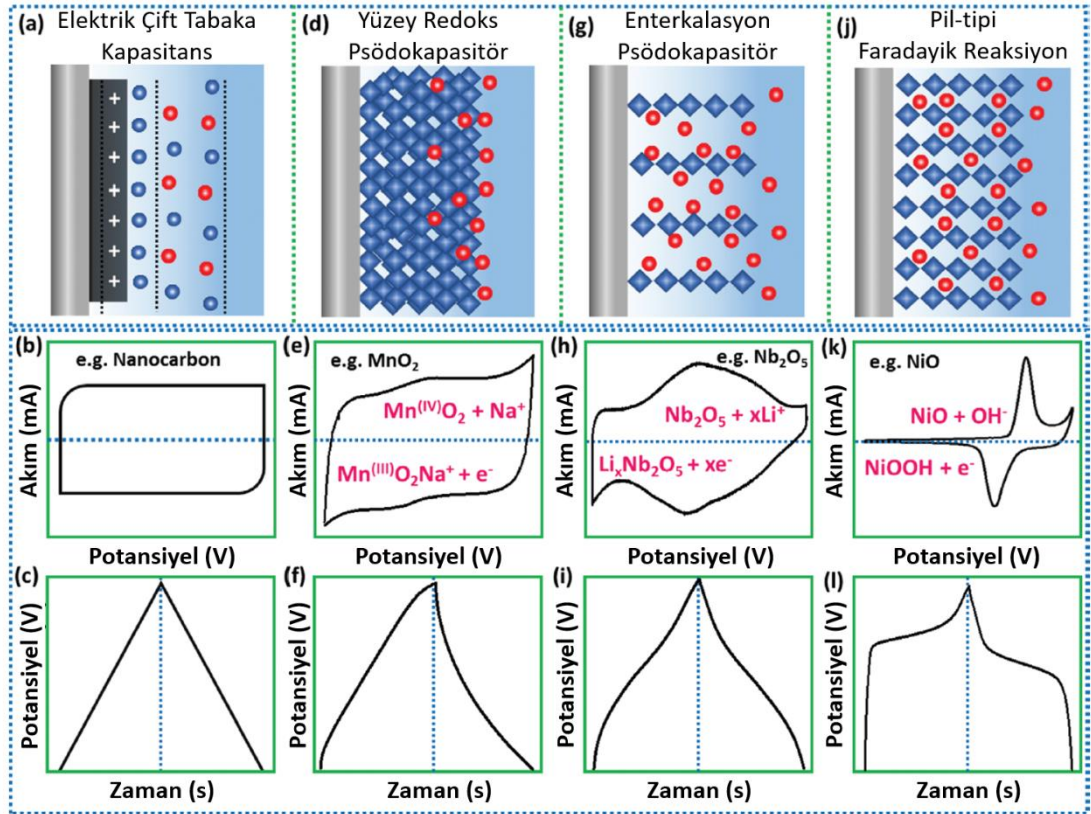 (a) Elektrik Çift Tabaka
Kapasitans
(d) Yüzey Redoks
Psödokapasitör
(g) Enterkalasyon
Psödokapasitör
(j) Pil-tipi
Faradayik Reaksiyon
+
+
+
+
+
+
+
(b) e.g. Nanocarbon
Akım (mA)
Potansiyel (V)
(e) e.g. MnO₂
Mn⁽ᴵⱽ⁾O₂ + Na⁺
Mn⁽ᴵᴵᴵ⁾O₂Na⁺ + e⁻
Akım (mA)
Potansiyel (V)
(h) e.g. Nb₂O₅
Nb₂O₅ + xLi⁺
LiₓNb₂O₅ + xe⁻
Akım (mA)
Potansiyel (V)
(k) e.g. NiO
NiO + OH⁻
NiOOH + e⁻
Akım (mA)
Potansiyel (V)
(c)
Potansiyel (V)
Zaman (s)
(f)
Potansiyel (V)
Zaman (s)
(i)
Potansiyel (V)
Zaman (s)
(l)
Potansiyel (V)
Zaman (s)